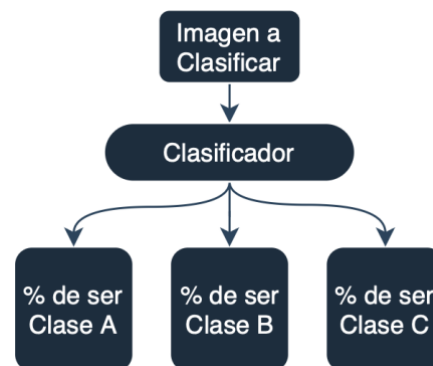 Imagen a
Clasificar
Clasificador
% de ser
Clase A
% de ser
Clase B
% de ser
Clase C